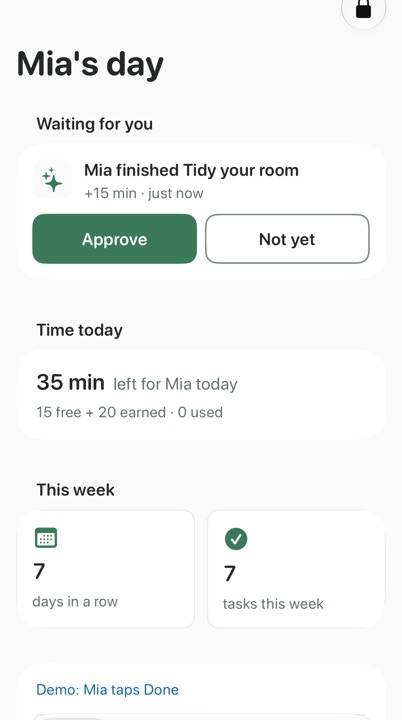 Mia's day
Waiting for you
Mia finished Tidy your room
+15 min · just now
Approve
Not yet
Time today
35 min left for Mia today
15 free + 20 earned · 0 used
This week
7
days in a row
7
tasks this week
Demo: Mia taps Done